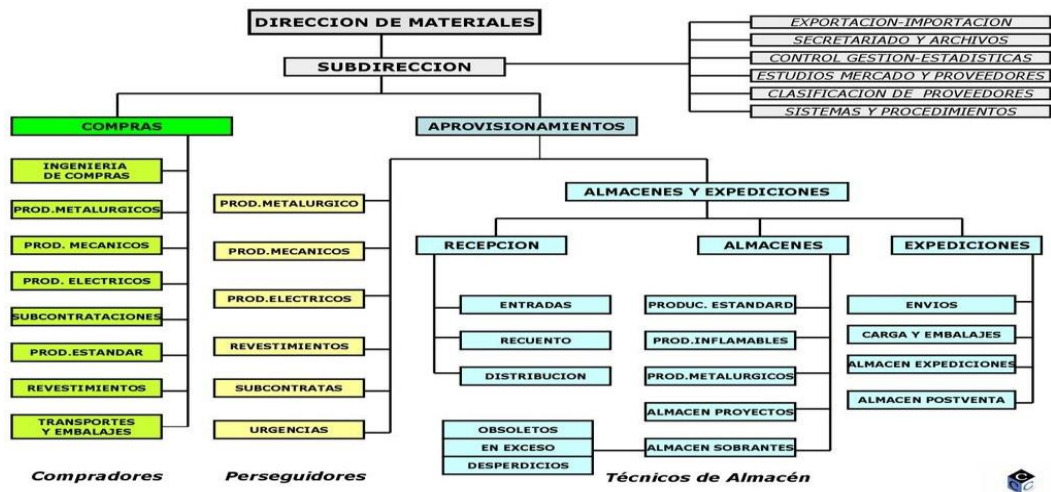 DIRECCION DE MATERIALES
SUBDIRECCION
EXPORTACION-IMPORTACION
SECRETARIADO Y ARCHIVOS
CONTROL GESTION-ESTADISTICAS
ESTUDIOS MERCADO Y PROVEEDORES
CLASIFICACION DE PROVEEDORES
SISTEMAS Y PROCEDIMIENTOS
COMPRAS
APROVISIONAMIENTOS
INGENIERIA
DE COMPRAS
PROD.METALURGICOS
PROD. MECANICOS
PROD. ELECTRICOS
SUBCONTRATACIONES
PROD.ESTANDAR
REVESTIMIENTOS
TRANSPORTES
Y EMBALAJES
Compradores
PROD.METALURGICO
PROD.MECANICOS
PROD.ELECTRICOS
REVESTIMIENTOS
SUBCONTRATAS
URGENCIAS
Perseguidores
ALMACENES Y EXPEDICIONES
RECEPCION
ENTRADAS
RECUENTO
DISTRIBUCION
ALMACENES
PRODUC. ESTANDARD
PROD.INFLAMABLES
PROD.METALURGICOS
ALMACEN PROYECTOS
ALMACEN SOBRANTES
OBSOLETOS
EN EXCESO
DESPERDICIOS
EXPEDICIONES
ENVIOS
CARGA Y EMBALAJES
ALMACEN EXPEDICIONES
ALMACEN POSTVENTA
Técnicos de Almacén